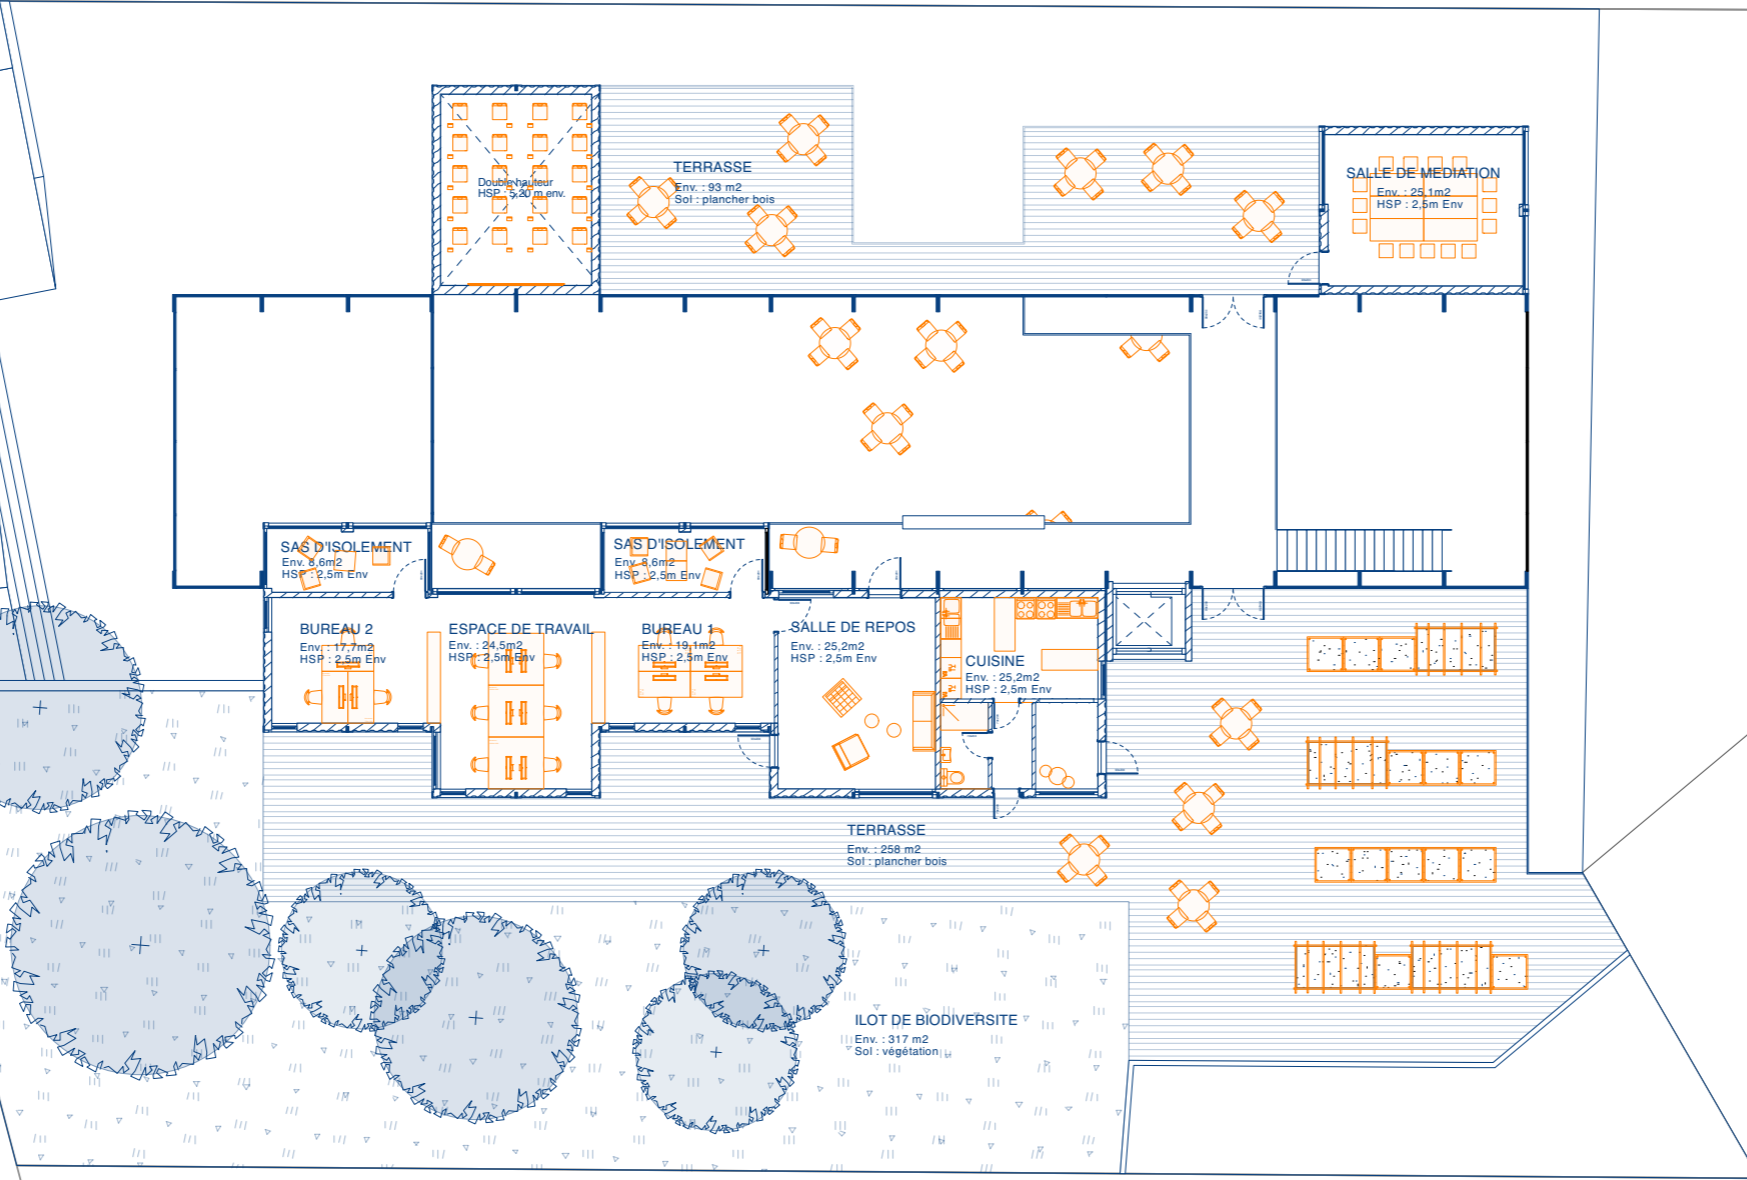 TERRASSE
Env. : 93 m2
Sol : plancher bois
SALLE DE MEDIATION
Env. : 25,1m2
HSP : 2,5m Env
Double hauteur
HSP : 5,20 m env.
SAS D'ISOLEMENT
Env. 8,6m2
HSP : 2,5m Env
SAS D'ISOLEMENT
Env. 8,6m2
HSP : 2,5m Env
BUREAU 2
Env. : 17,7m2
HSP : 2,5m Env
ESPACE DE TRAVAIL
Env. : 24,5m2
HSP : 2,5m Env
BUREAU 1
Env. : 19,1m2
HSP : 2,5m Env
SALLE DE REPOS
Env. : 25,2m2
HSP : 2,5m Env
CUISINE
Env. : 25,2m2
HSP : 2,5m Env
TERRASSE
Env. : 258 m2
Sol : plancher bois
ILOT DE BIODIVERSITE
Env. : 317 m2
Sol : végétation